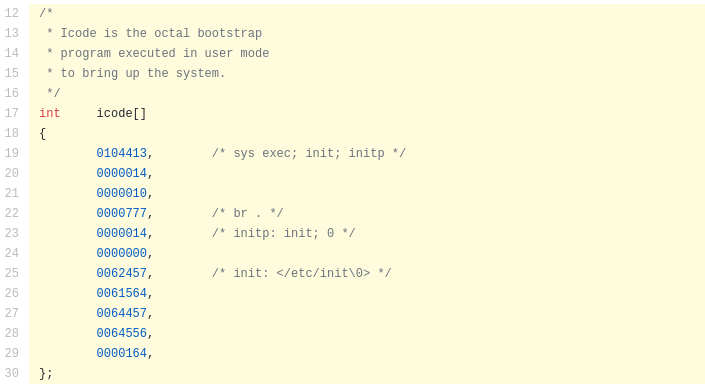 12 /*
13  * Icode is the octal bootstrap
14  * program executed in user mode
15  * to bring up the system.
16  */
17 int     icode[]
18 {
19         0104413,        /* sys exec; init; initp */
20         0000014,
21         0000010,
22         0000777,        /* br . */
23         0000014,        /* initp: init; 0 */
24         0000000,
25         0062457,        /* init: </etc/init\0> */
26         0061564,
27         0064457,
28         0064556,
29         0000164,
30 };